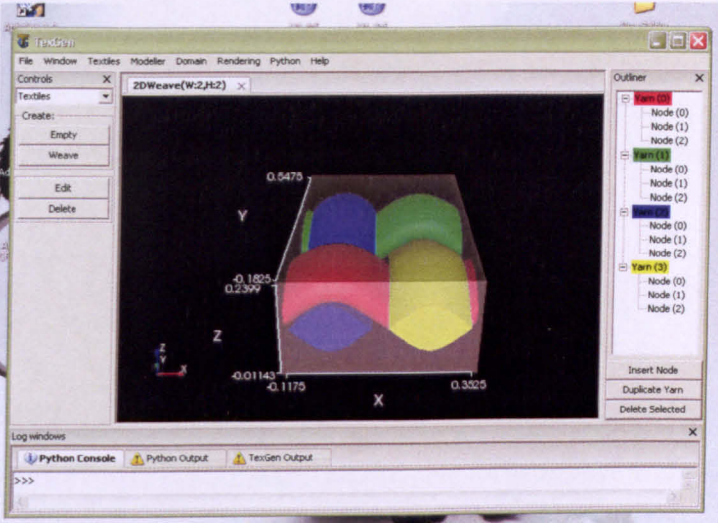 TexGen
File Window Textiles Modeller Domain Rendering Python Help
Controls
Textiles
Create:
Empty
Weave
Edit
Delete
2DWeave(W:2,H:2)
0.5475
Y
-0.1825
0.2399
Z
-0.01143
-0.1175
0.3525
X
Z
Y
X
Outliner
Yarn (0)
Node (0)
Node (1)
Node (2)
Yarn (1)
Node (0)
Node (1)
Node (2)
Yarn (2)
Node (0)
Node (1)
Node (2)
Yarn (3)
Node (0)
Node (1)
Node (2)
Insert Node
Duplicate Yarn
Delete Selected
Log windows
Python Console Python Output TexGen Output
>>>